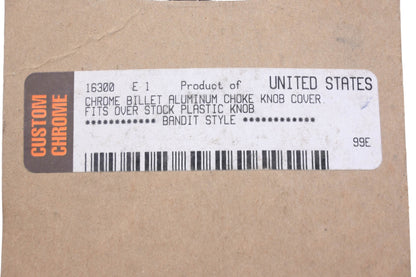 CUSTOM
CHROME
16300 E 1 Product of UNITED STATES
CHROME BILLET ALUMINUM CHOKE KNOB COVER
FITS OVER STOCK PLASTIC KNOB
************ BANDIT STYLE ************
99E